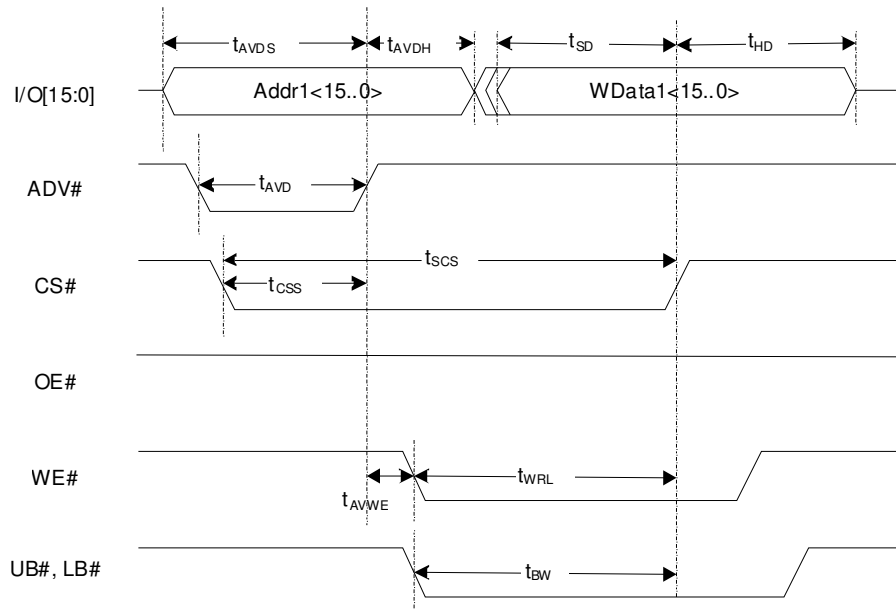 tAVDS tAVDH tSD tHD
I/O[15:0] Addr1<15..0> WData1<15..0>
ADV# tAVD
CS# tSCS
tCSS
OE#
WE# tWRL
tAVWE
UB#, LB# tBW